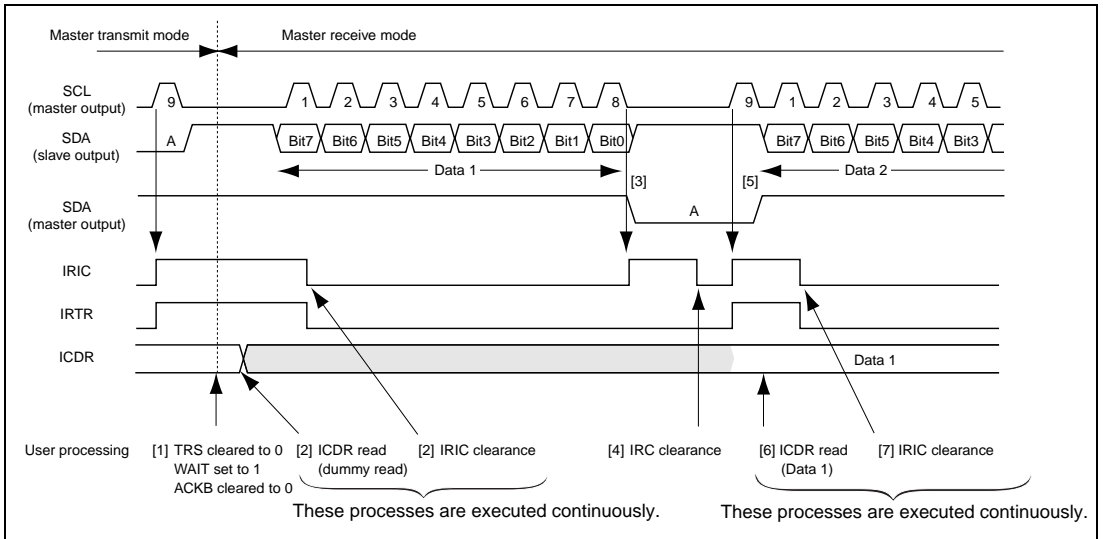 Master transmit mode Master receive mode
SCL
(master output)
9 1 2 3 4 5 6 7 8 9 1 2 3 4 5
SDA
(slave output)
A Bit7 Bit6 Bit5 Bit4 Bit3 Bit2 Bit1 Bit0 Bit7 Bit6 Bit5 Bit4 Bit3
Data 1 [3] [5] Data 2
SDA
(master output)
A
IRIC
IRTR
ICDR
Data 1
User processing [1] TRS cleared to 0 [2] ICDR read [2] IRIC clearance [4] IRC clearance [6] ICDR read [7] IRIC clearance
WAIT set to 1 (dummy read) (Data 1)
ACKB cleared to 0
These processes are executed continuously. These processes are executed continuously.